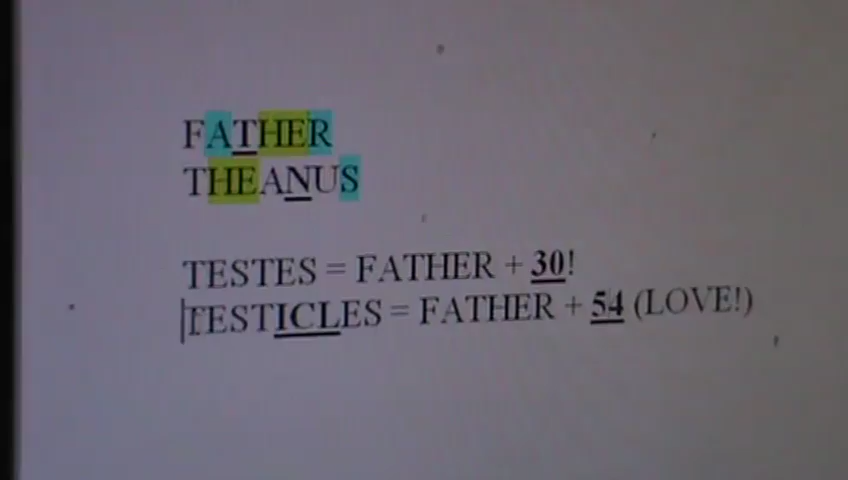 FATHER
THEANUS
TESTES = FATHER + 30!
TESTICLES = FATHER + 54 (LOVE!)